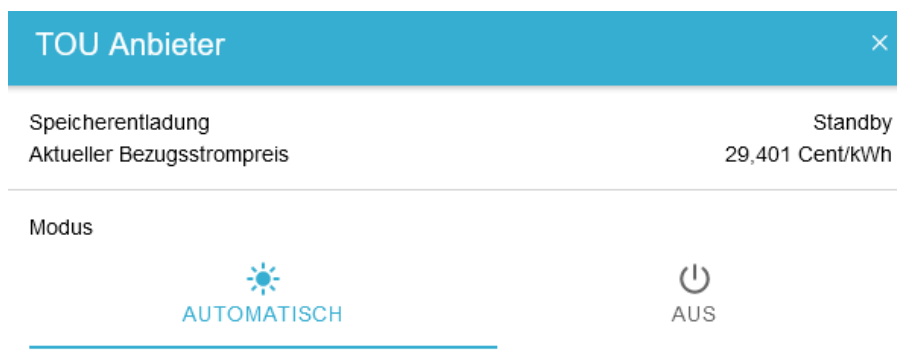 TOU Anbieter
Speicherentladung Standby
Aktueller Bezugsstrompreis 29,401 Cent/kWh
Modus
AUTOMATISCH AUS